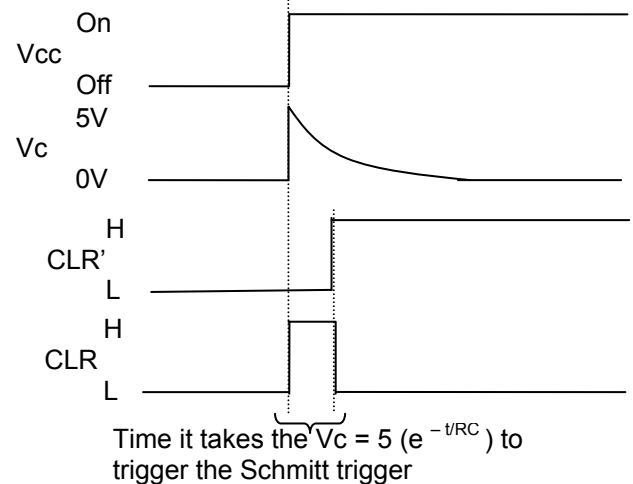 On
Vcc
Off
5V
Vc
0V
H
CLR’
L
H
CLR
L
Time it takes the Vc = 5 (e – t/RC ) to
trigger the Schmitt trigger